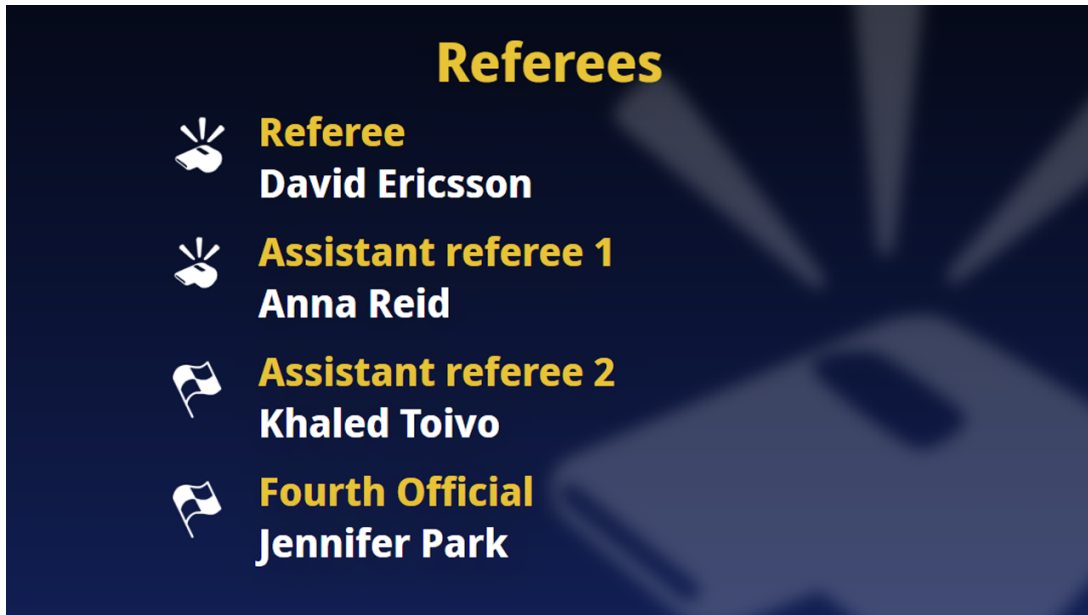 Referees
Referee
David Ericsson
Assistant referee 1
Anna Reid
Assistant referee 2
Khaled Toivo
Fourth Official
Jennifer Park